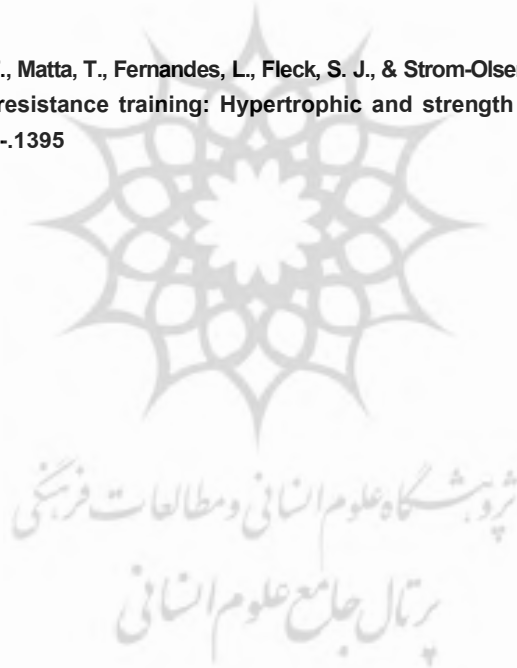 ., Matta, T., Fernandes, L., Fleck, S. J., & Strom-Olsen
resistance training: Hypertrophic and strength
-.1395
پژوهشگاه علوم انسانی و مطالعات فرهنگی
پرتال جامع علوم انسانی